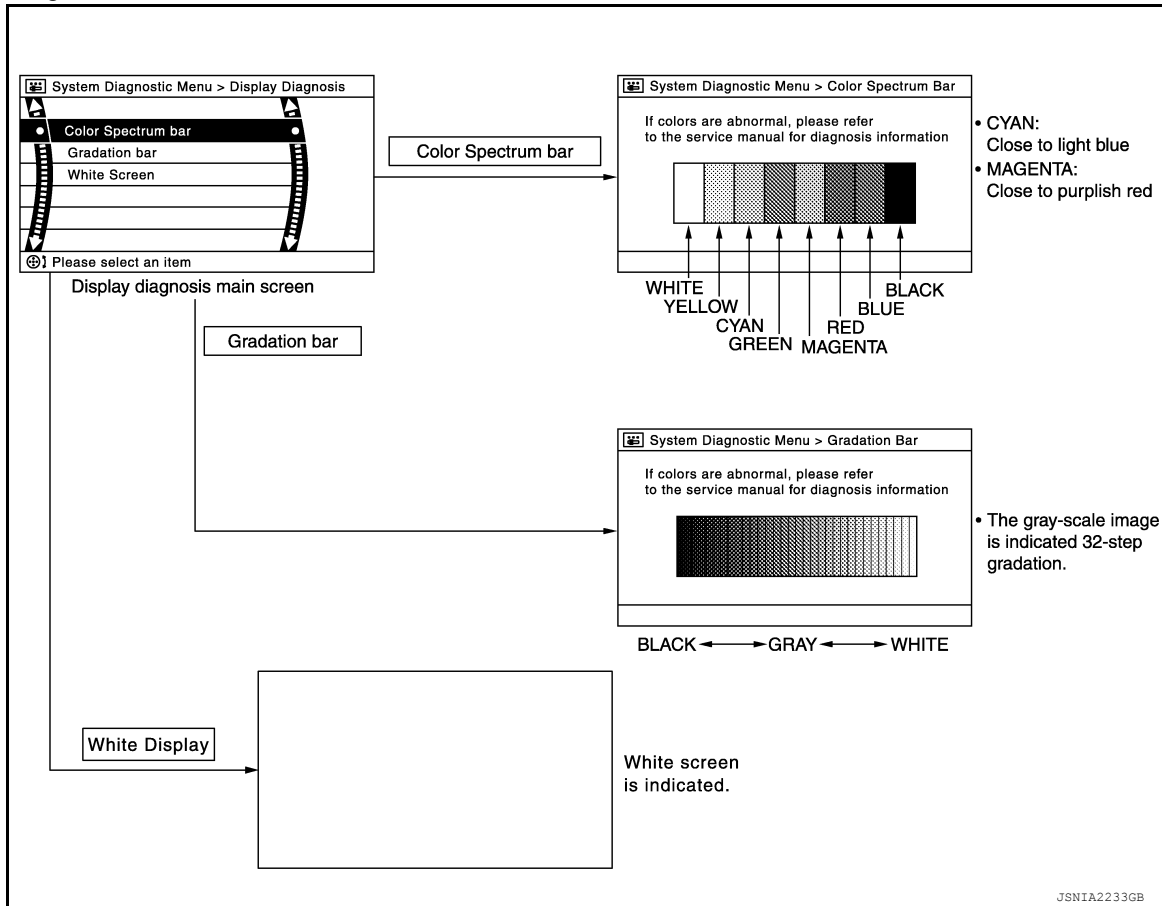 System Diagnostic Menu > Display Diagnosis
Color Spectrum bar
Gradation bar
White Screen
Please select an item
Display diagnosis main screen
Color Spectrum bar
System Diagnostic Menu > Color Spectrum Bar
If colors are abnormal, please refer
to the service manual for diagnosis information
WHITE
YELLOW
CYAN
GREEN
MAGENTA
RED
BLUE
BLACK
• CYAN:
Close to light blue
• MAGENTA:
Close to purplish red
Gradation bar
System Diagnostic Menu > Gradation Bar
If colors are abnormal, please refer
to the service manual for diagnosis information
• The gray-scale image
is indicated 32-step
gradation.
BLACK GRAY WHITE
White Display
White screen
is indicated.
JSNIA2233GB